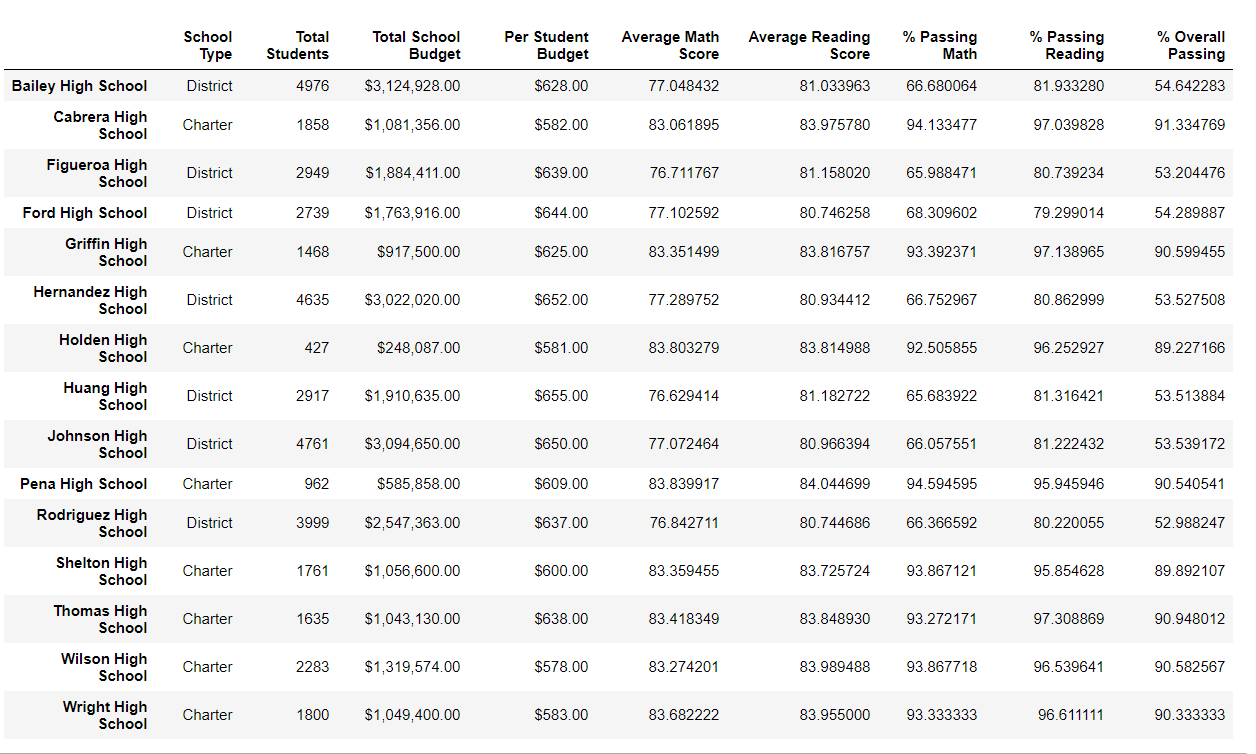 School Type Total Students Total School Budget Per Student Budget Average Math Score Average Reading Score % Passing Math % Passing Reading % Overall Passing
Bailey High School District 4976 $3,124,928.00 $628.00 77.048432 81.033963 66.680064 81.933280 54.642283
Cabrera High School Charter 1858 $1,081,356.00 $582.00 83.061895 83.975780 94.133477 97.039828 91.334769
Figueroa High School District 2949 $1,884,411.00 $639.00 76.711767 81.158020 65.988471 80.739234 53.204476
Ford High School District 2739 $1,763,916.00 $644.00 77.102592 80.746258 68.309602 79.299014 54.289887
Griffin High School Charter 1468 $917,500.00 $625.00 83.351499 83.816757 93.392371 97.138965 90.599455
Hernandez High School District 4635 $3,022,020.00 $652.00 77.289752 80.934412 66.752967 80.862999 53.527508
Holden High School Charter 427 $248,087.00 $581.00 83.803279 83.814988 92.505855 96.252927 89.227166
Huang High School District 2917 $1,910,635.00 $655.00 76.629414 81.182722 65.683922 81.316421 53.513884
Johnson High School District 4761 $3,094,650.00 $650.00 77.072464 80.966394 66.057551 81.222432 53.539172
Pena High School Charter 962 $585,858.00 $609.00 83.839917 84.044699 94.594595 95.945946 90.540541
Rodriguez High School District 3999 $2,547,363.00 $637.00 76.842711 80.744686 66.366592 80.220055 52.988247
Shelton High School Charter 1761 $1,056,600.00 $600.00 83.359455 83.725724 93.867121 95.854628 89.892107
Thomas High School Charter 1635 $1,043,130.00 $638.00 83.418349 83.848930 93.272171 97.308869 90.948012
Wilson High School Charter 2283 $1,319,574.00 $578.00 83.274201 83.989488 93.867718 96.539641 90.582567
Wright High School Charter 1800 $1,049,400.00 $583.00 83.682222 83.955000 93.333333 96.611111 90.333333